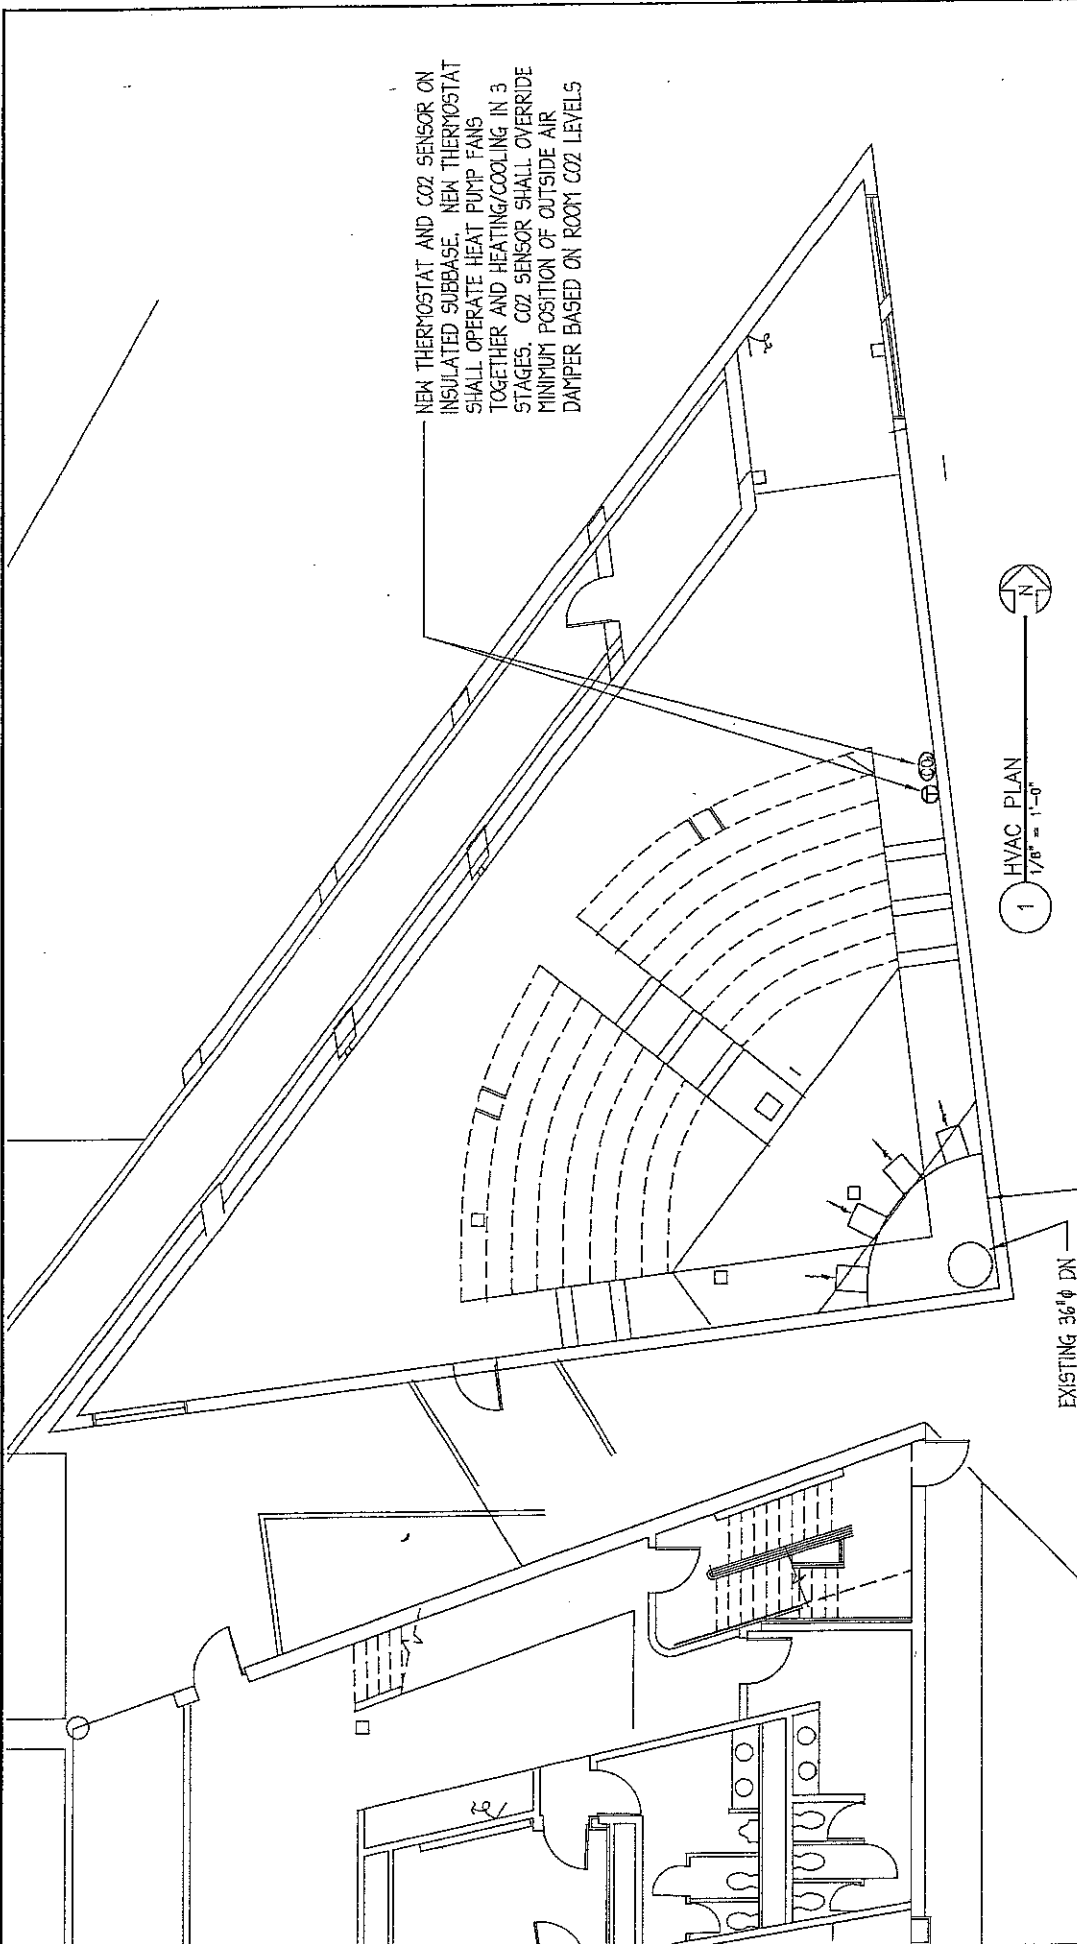 NEW THERMOSTAT AND CO2 SENSOR ON
INSULATED SUBBASE. NEW THERMOSTAT
SHALL OPERATE HEAT PUMP FANS
TOGETHER AND HEATING/COOLING IN 3
STAGES. CO2 SENSOR SHALL OVERRIDE
MINIMUM POSITION OF OUTSIDE AIR
DAMPER BASED ON ROOM CO2 LEVELS
T
CO2
N
1
HVAC PLAN
1/8" = 1'-0"
EXISTING 36"ϕ DN